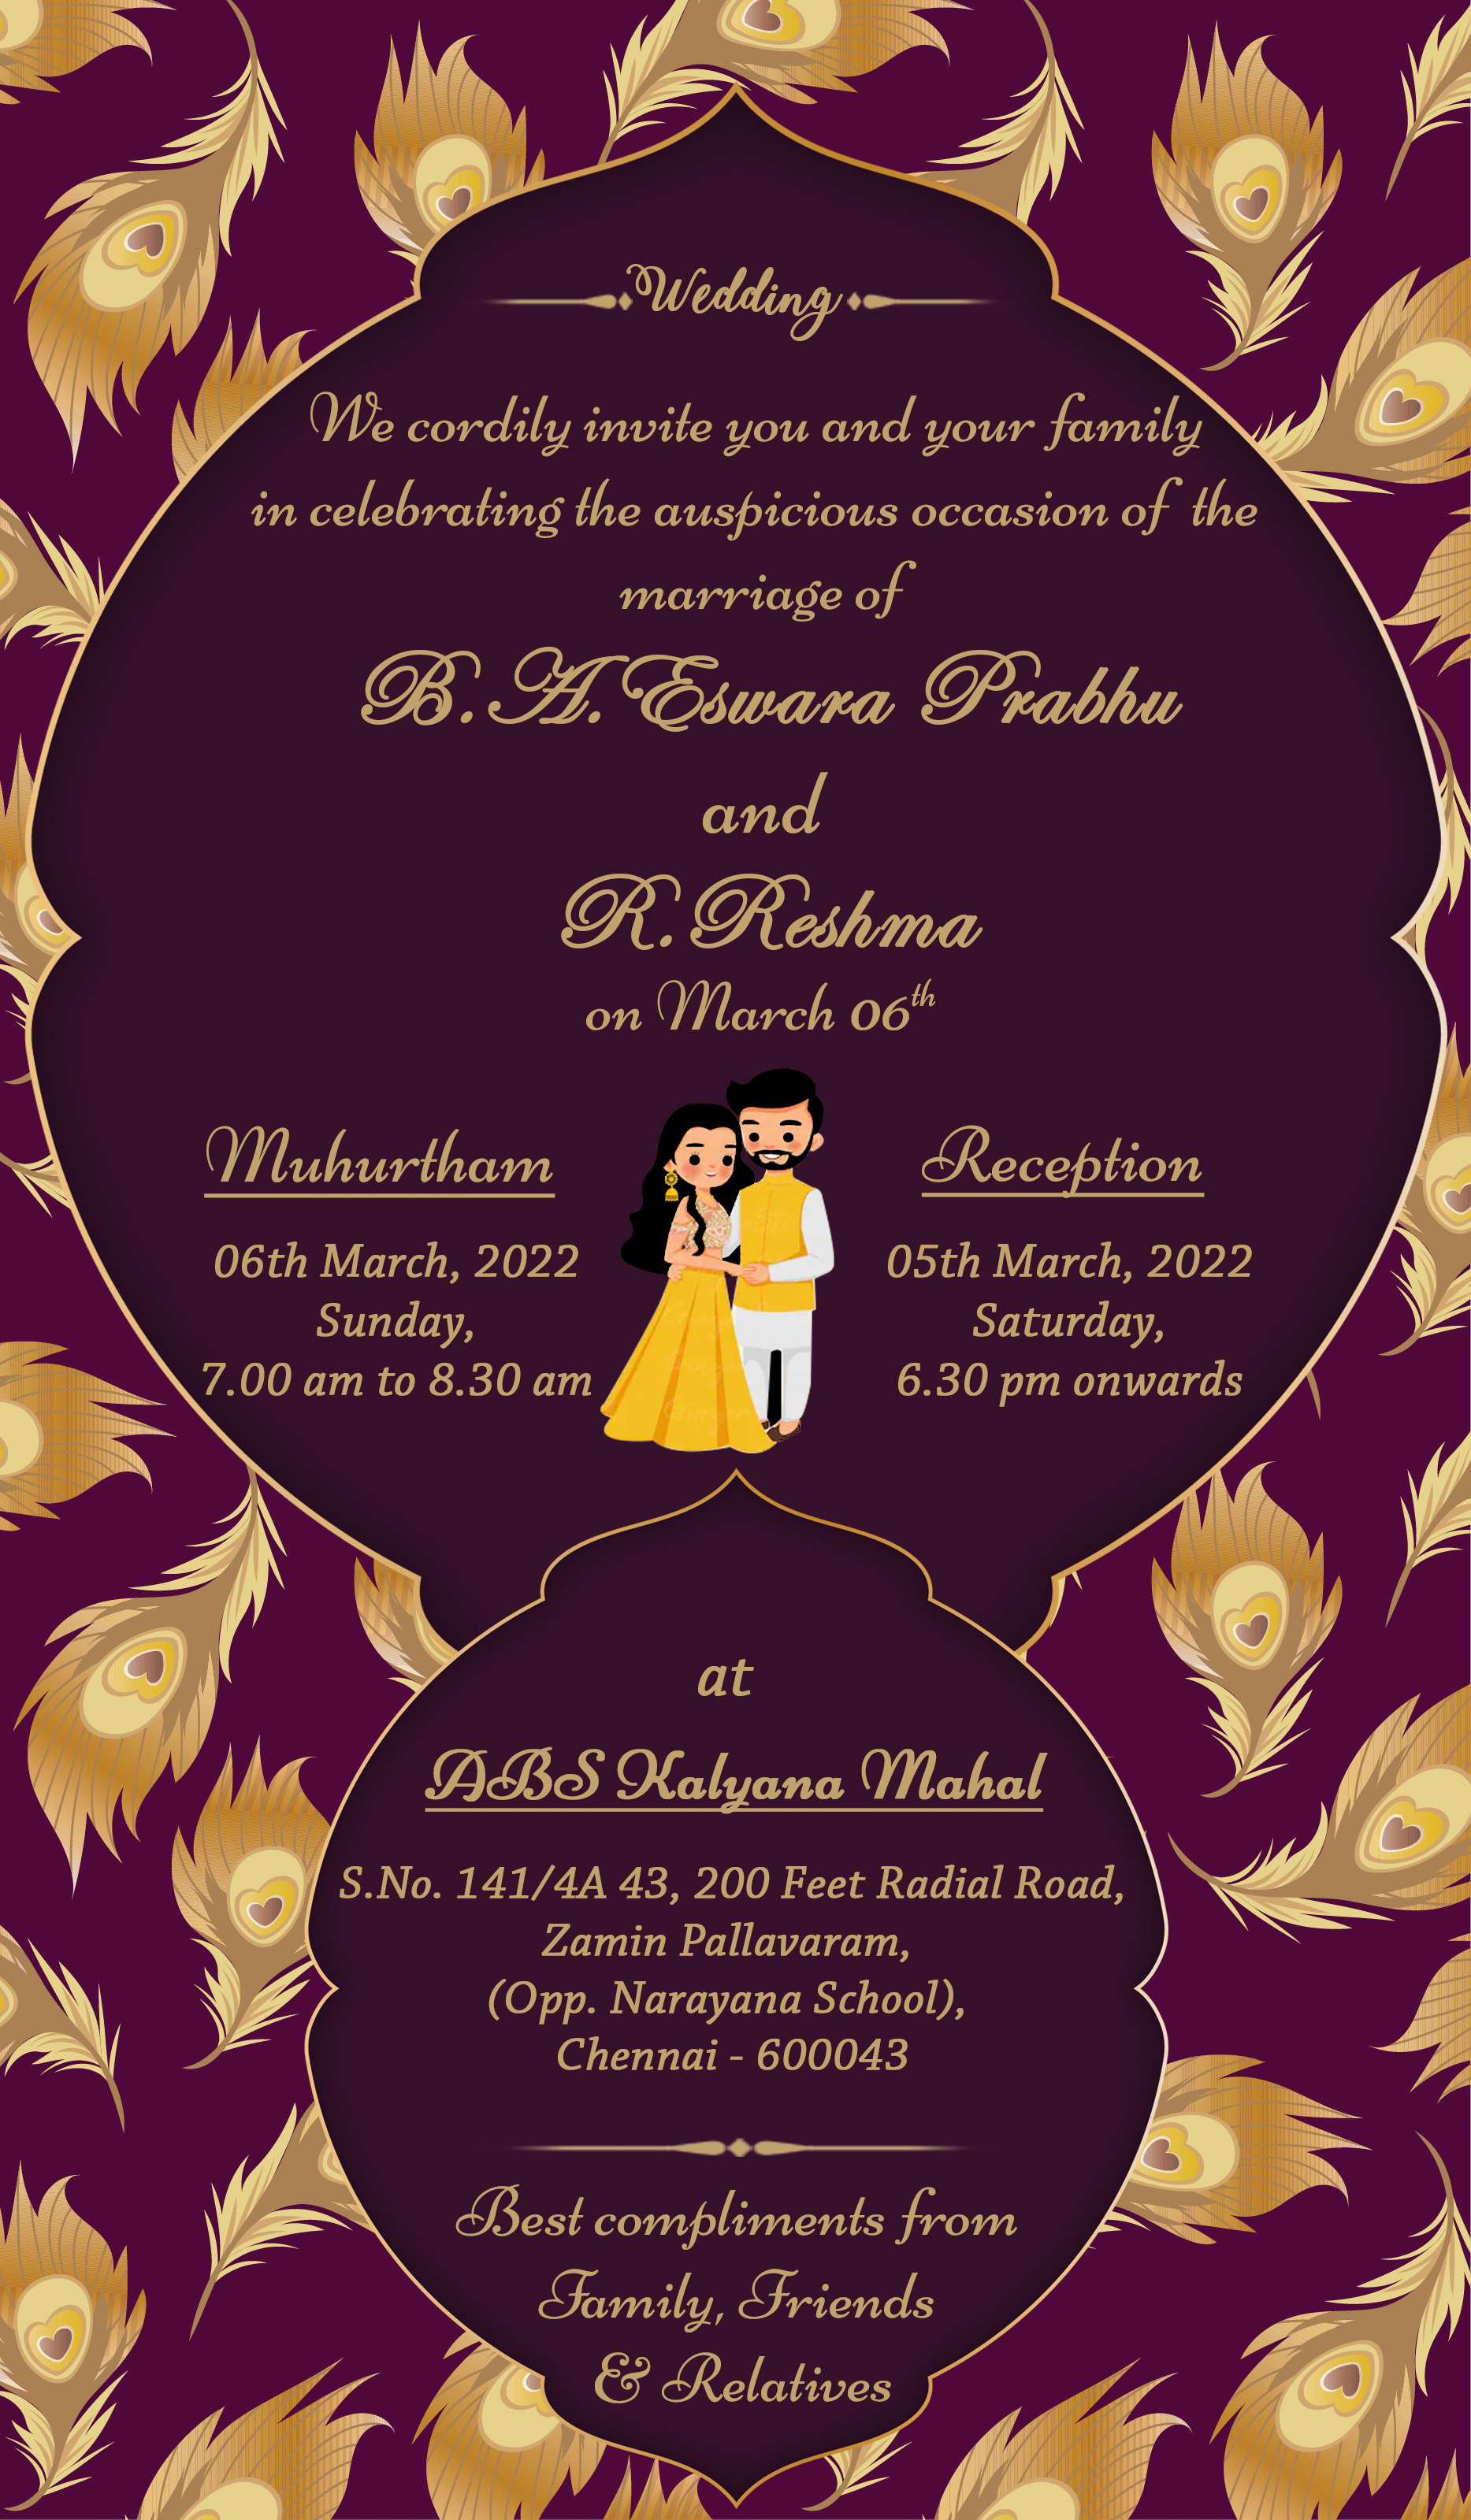 Wedding
We cordily invite you and your family
in celebrating the auspicious occasion of the
marriage of
B.A.Eswara Prabhu
and
R.Reshma
on March 06th
Muhurtham
06th March, 2022
Sunday,
7.00 am to 8.30 am
Reception
05th March, 2022
Saturday,
6.30 pm onwards
at
ABS Kalyana Mahal
S.No. 141/4A 43, 200 Feet Radial Road,
Zamin Pallavaram,
(Opp. Narayana School),
Chennai - 600043
Best compliments from
Family, Friends
& Relatives